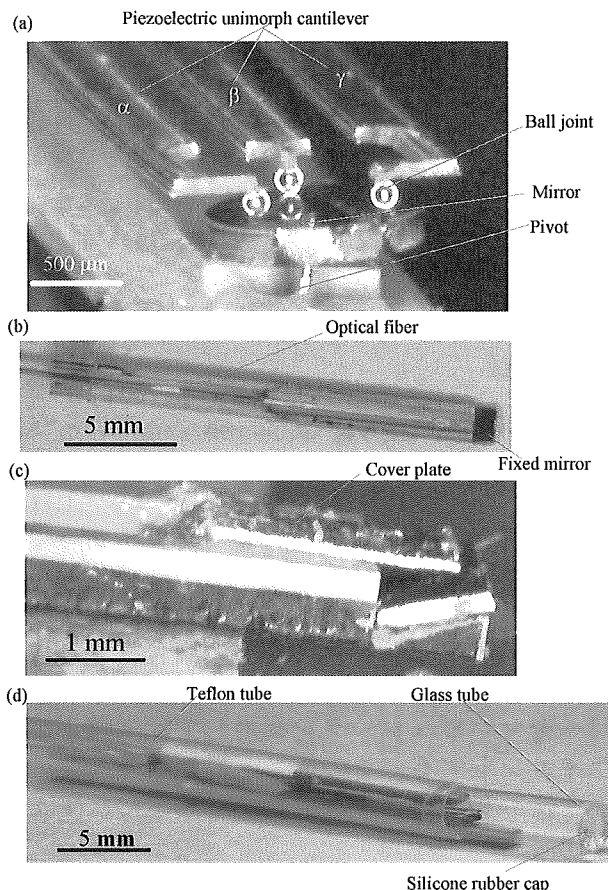 (a)
Piezoelectric unimorph cantilever
α
β
γ
Ball joint
Mirror
Pivot
500 μm
(b)
Optical fiber
5 mm
Fixed mirror
(c)
Cover plate
1 mm
(d)
Teflon tube
Glass tube
5 mm
Silicone rubber cap